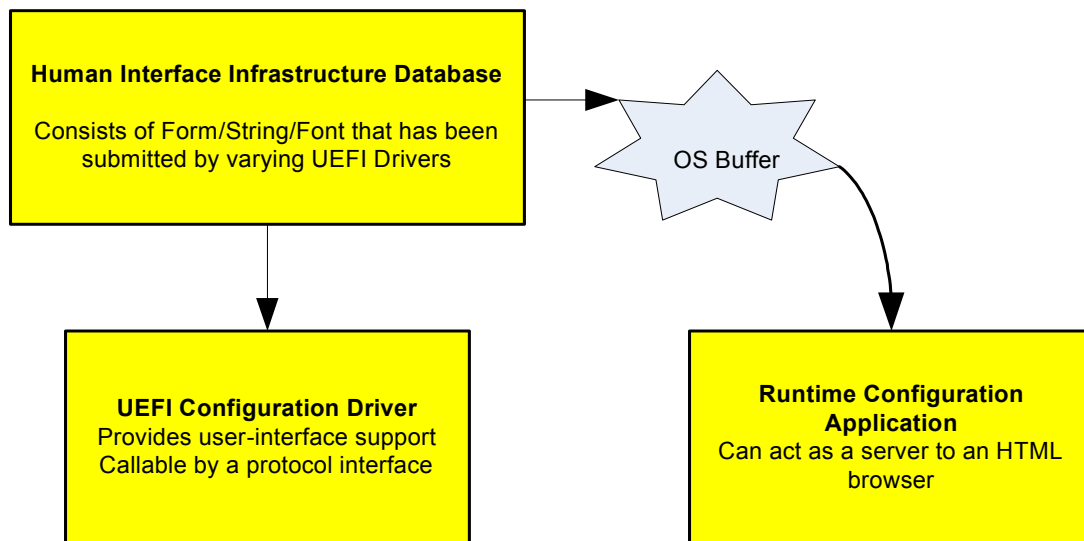 Human Interface Infrastructure Database
Consists of Form/String/Font that has been
submitted by varying UEFI Drivers
OS Buffer
UEFI Configuration Driver
Provides user-interface support
Callable by a protocol interface
Runtime Configuration
Application
Can act as a server to an HTML
browser